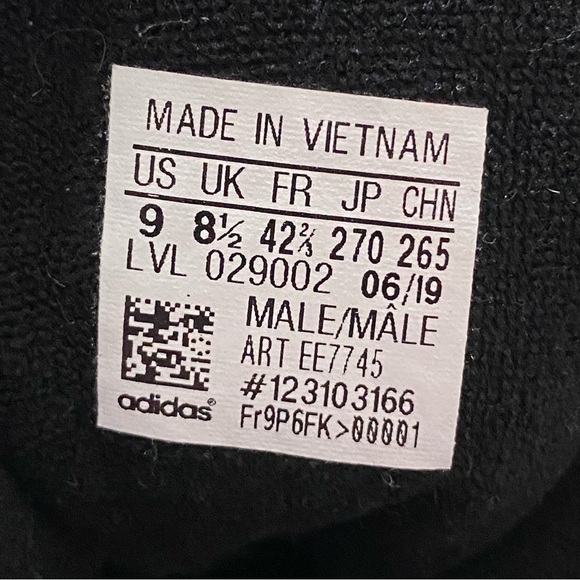 MADE IN VIETNAM
US UK FR JP CHN
9 8½ 42⅔ 270 265
LVL 029002 06/19
MALE/MÂLE
ART EE7745
#123103166
Fr9P6FK>00001
adidas®